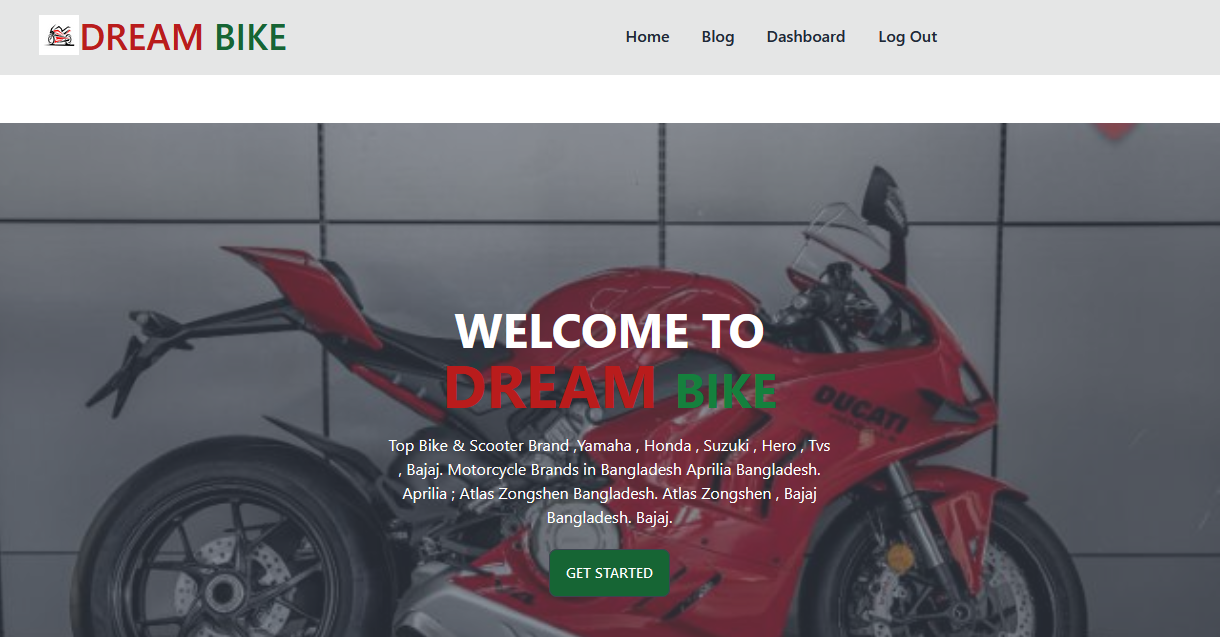 DREAM BIKE
Home Blog Dashboard Log Out
WELCOME TO
DREAM BIKE
DUCATI
Top Bike & Scooter Brand ,Yamaha , Honda , Suzuki , Hero , Tvs
, Bajaj. Motorcycle Brands in Bangladesh Aprilia Bangladesh.
Aprilia ; Atlas Zongshen Bangladesh. Atlas Zongshen , Bajaj
Bangladesh. Bajaj.
GET STARTED